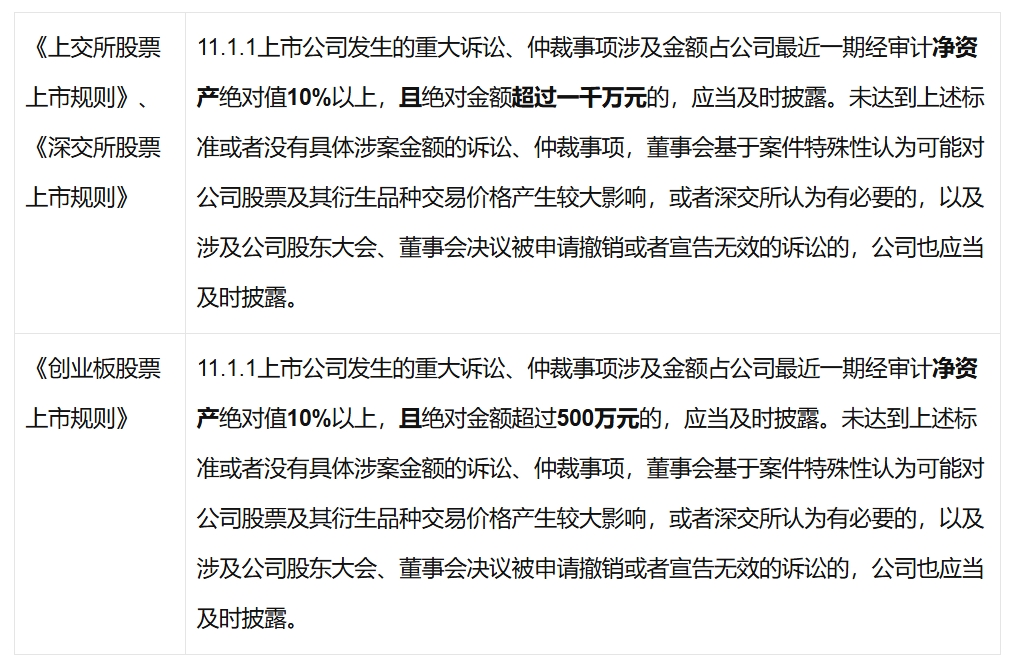 《上交所股票
上市规则》、
《深交所股票
上市规则》
11.1.1上市公司发生的重大诉讼、仲裁事项涉及金额占公司最近一期经审计净资
产绝对值10%以上，且绝对金额超过一千万元的，应当及时披露。未达到上述标
准或者没有具体涉案金额的诉讼、仲裁事项，董事会基于案件特殊性认为可能对
公司股票及其衍生品种交易价格产生较大影响，或者深交所认为有必要的，以及
涉及公司股东大会、董事会决议被申请撤销或者宣告无效的诉讼的，公司也应当
及时披露。
《创业板股票
上市规则》
11.1.1上市公司发生的重大诉讼、仲裁事项涉及金额占公司最近一期经审计净资
产绝对值10%以上，且绝对金额超过500万元的，应当及时披露。未达到上述标
准或者没有具体涉案金额的诉讼、仲裁事项，董事会基于案件特殊性认为可能对
公司股票及其衍生品种交易价格产生较大影响，或者深交所认为有必要的，以及
涉及公司股东大会、董事会决议被申请撤销或者宣告无效的诉讼的，公司也应当
及时披露。